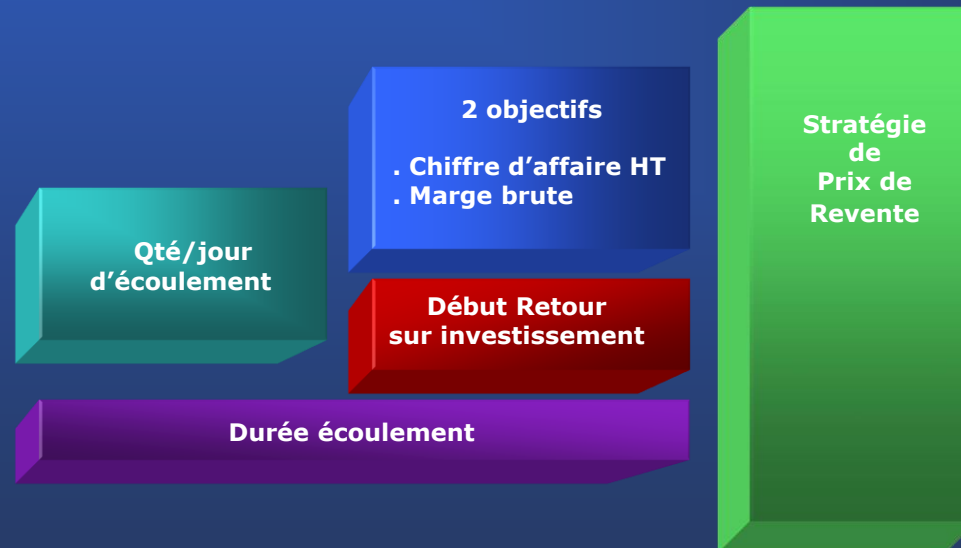 2 objectifs
. Chiffre d'affaire HT
. Marge brute
Stratégie
de
Prix de
Revente
Qté/jour
d'écoulement
Début Retour
sur investissement
Durée écoulement